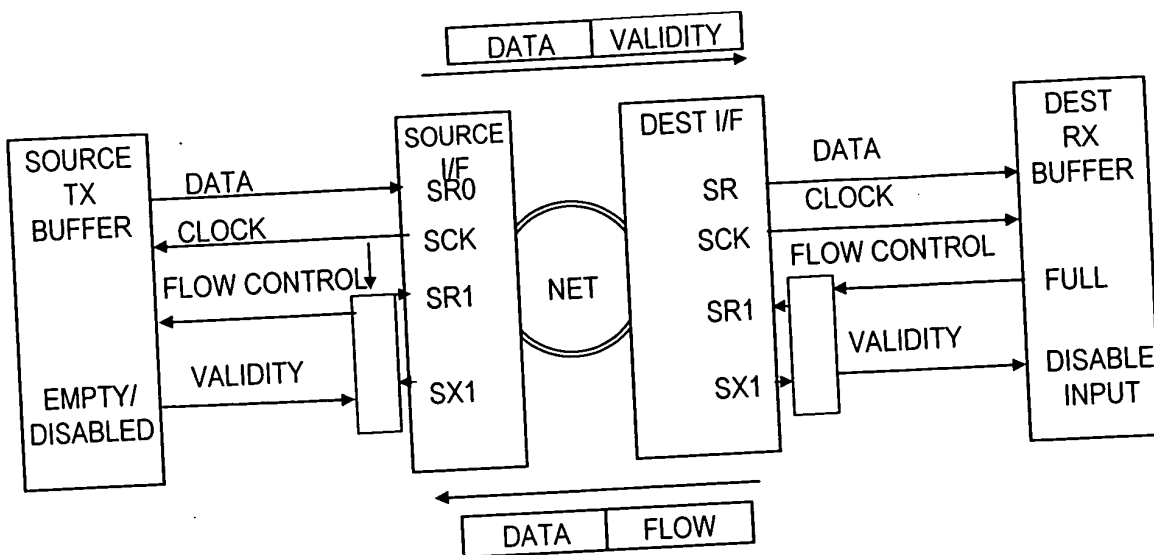 DATA VALIDITY
SOURCE
TX
BUFFER
EMPTY/
DISABLED
DATA
CLOCK
FLOW CONTROL
VALIDITY
SOURCE
I/F
SR0
SCK
SR1
SX1
NET
DEST I/F
SR
SCK
SR1
SX1
DATA
CLOCK
FLOW CONTROL
VALIDITY
DEST
RX
BUFFER
FULL
DISABLE
INPUT
DATA FLOW